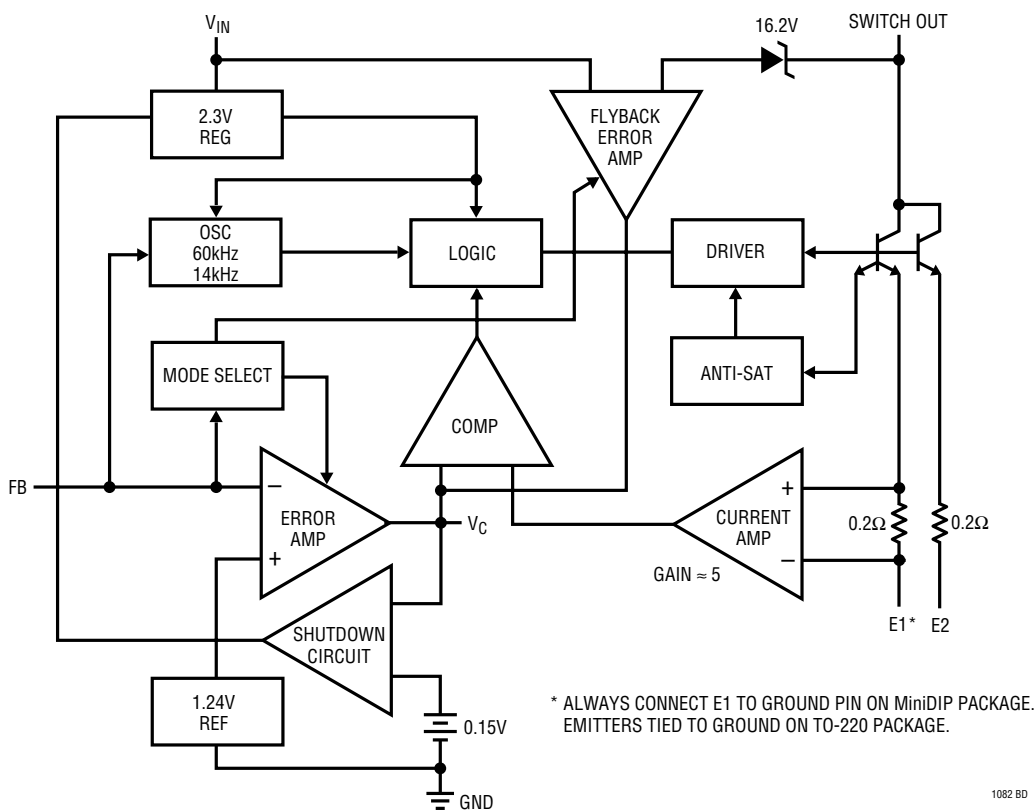 V_IN
16.2V
SWITCH OUT
2.3V
REG
FLYBACK
ERROR
AMP
OSC
60kHz
14kHz
LOGIC
DRIVER
MODE SELECT
ANTI-SAT
COMP
FB
−
ERROR
AMP
+
V_C
+
CURRENT
AMP
−
GAIN ≈ 5
0.2Ω
0.2Ω
E1*
E2
SHUTDOWN
CIRCUIT
1.24V
REF
0.15V
GND
* ALWAYS CONNECT E1 TO GROUND PIN ON MiniDIP PACKAGE.
EMITTERS TIED TO GROUND ON TO-220 PACKAGE.
1082 BD